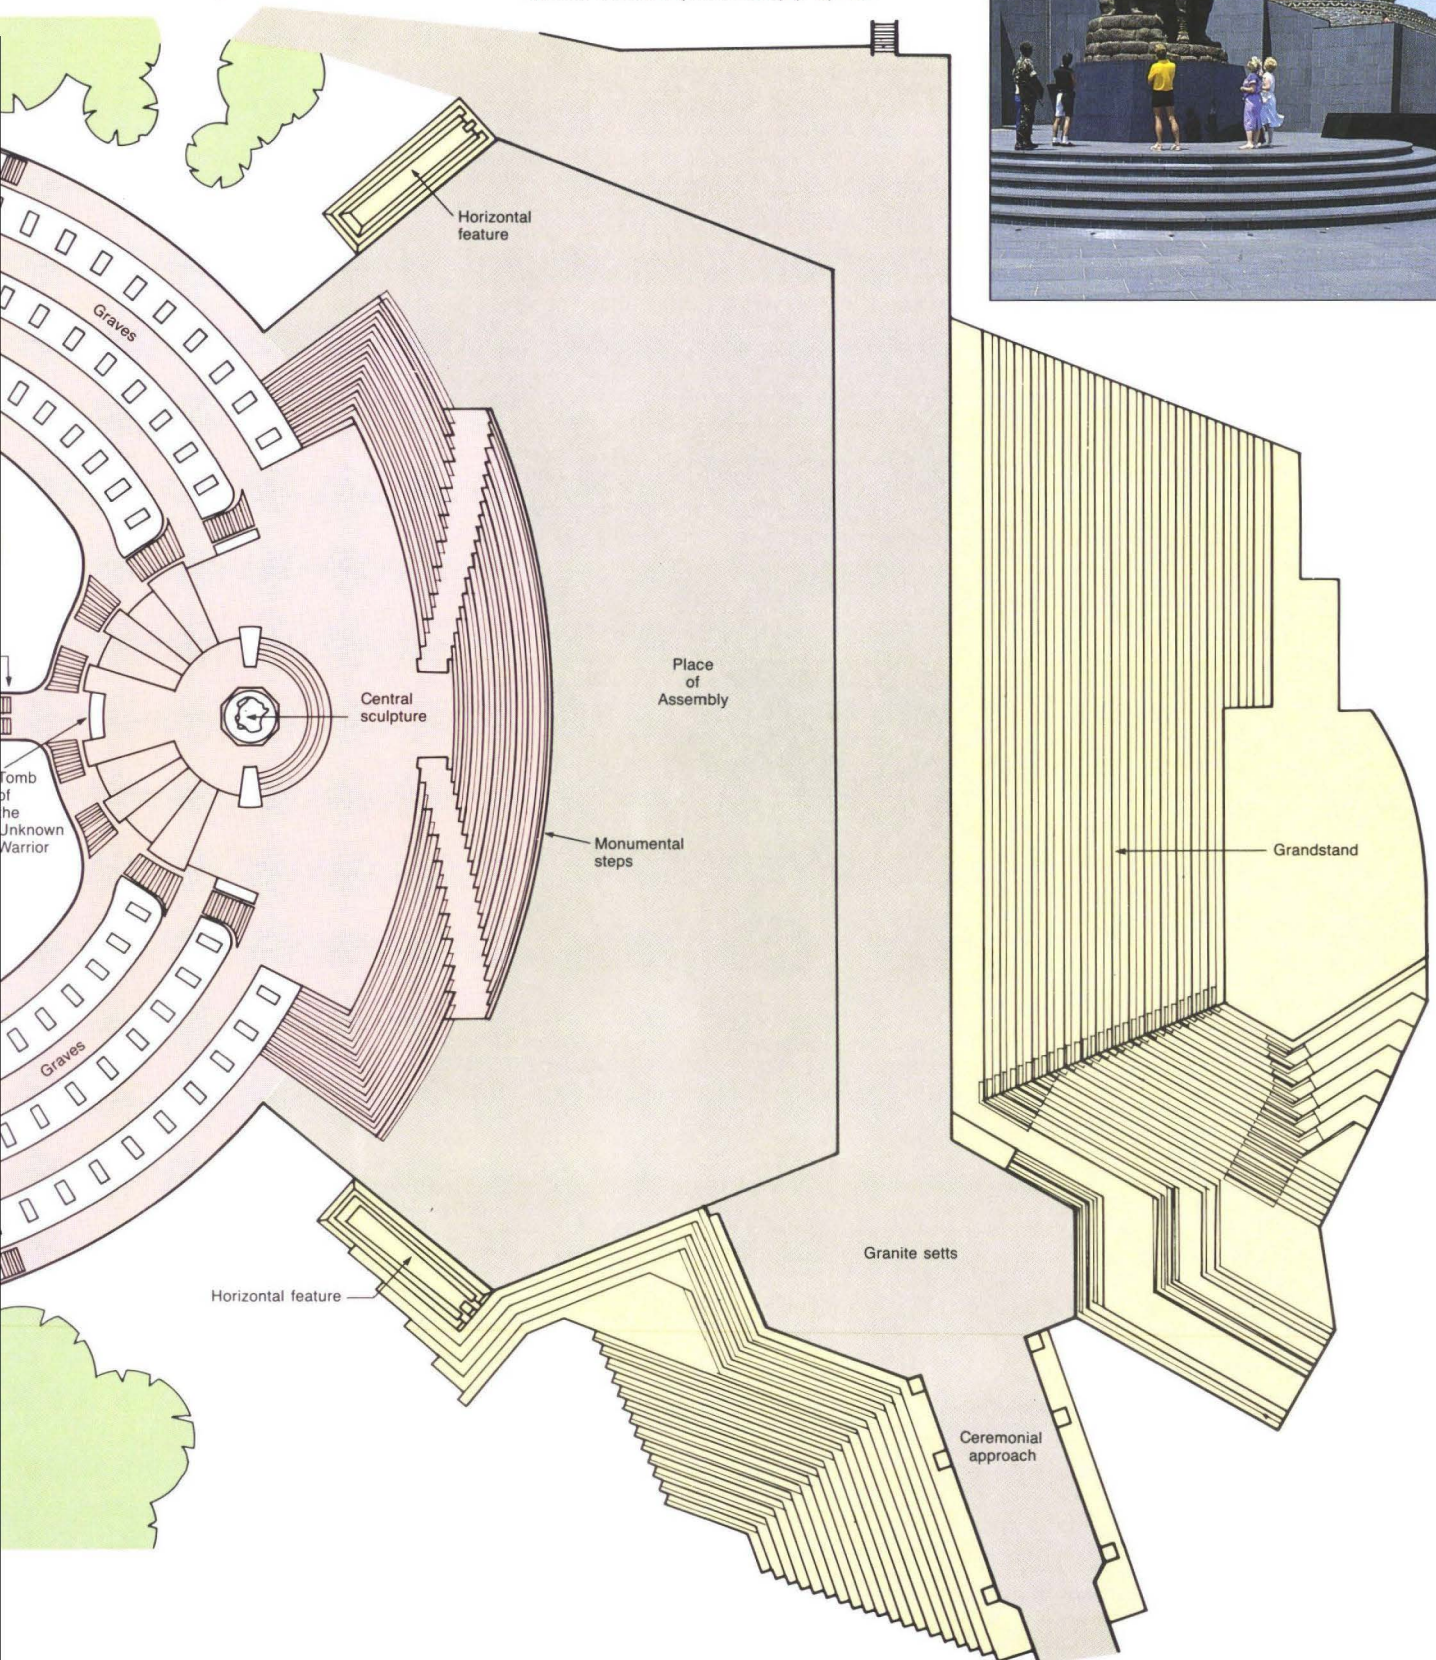 Horizontal
feature
Graves
Central
sculpture
Place
of
Assembly
Tomb
of
the
Unknown
Warrior
Monumental
steps
Grandstand
Graves
Granite setts
Horizontal feature
Ceremonial
approach